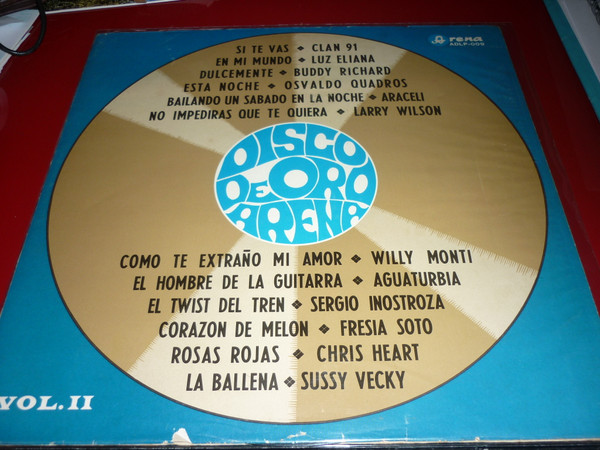 arena
ADLP-005
SI TE VAS ❖ CLAN 91
EN MI MUNDO ❖ LUZ ELIANA
DULCEMENTE ❖ BUDDY RICHARD
ESTA NOCHE ❖ OSVALDO QUADROS
BAILANDO UN SABADO EN LA NOCHE ❖ ARACELI
NO IMPEDIRAS QUE TE QUIERA ❖ LARRY WILSON
DISCO
DE ORO
ARENA
COMO TE EXTRAÑO MI AMOR ❖ WILLY MONTI
EL HOMBRE DE LA GUITARRA ❖ AGUATURBIA
EL TWIST DEL TREN ❖ SERGIO INOSTROZA
CORAZON DE MELON ❖ FRESIA SOTO
ROSAS ROJAS ❖ CHRIS HEART
LA BALLENA ❖ SUSSY VECKY
VOL. II